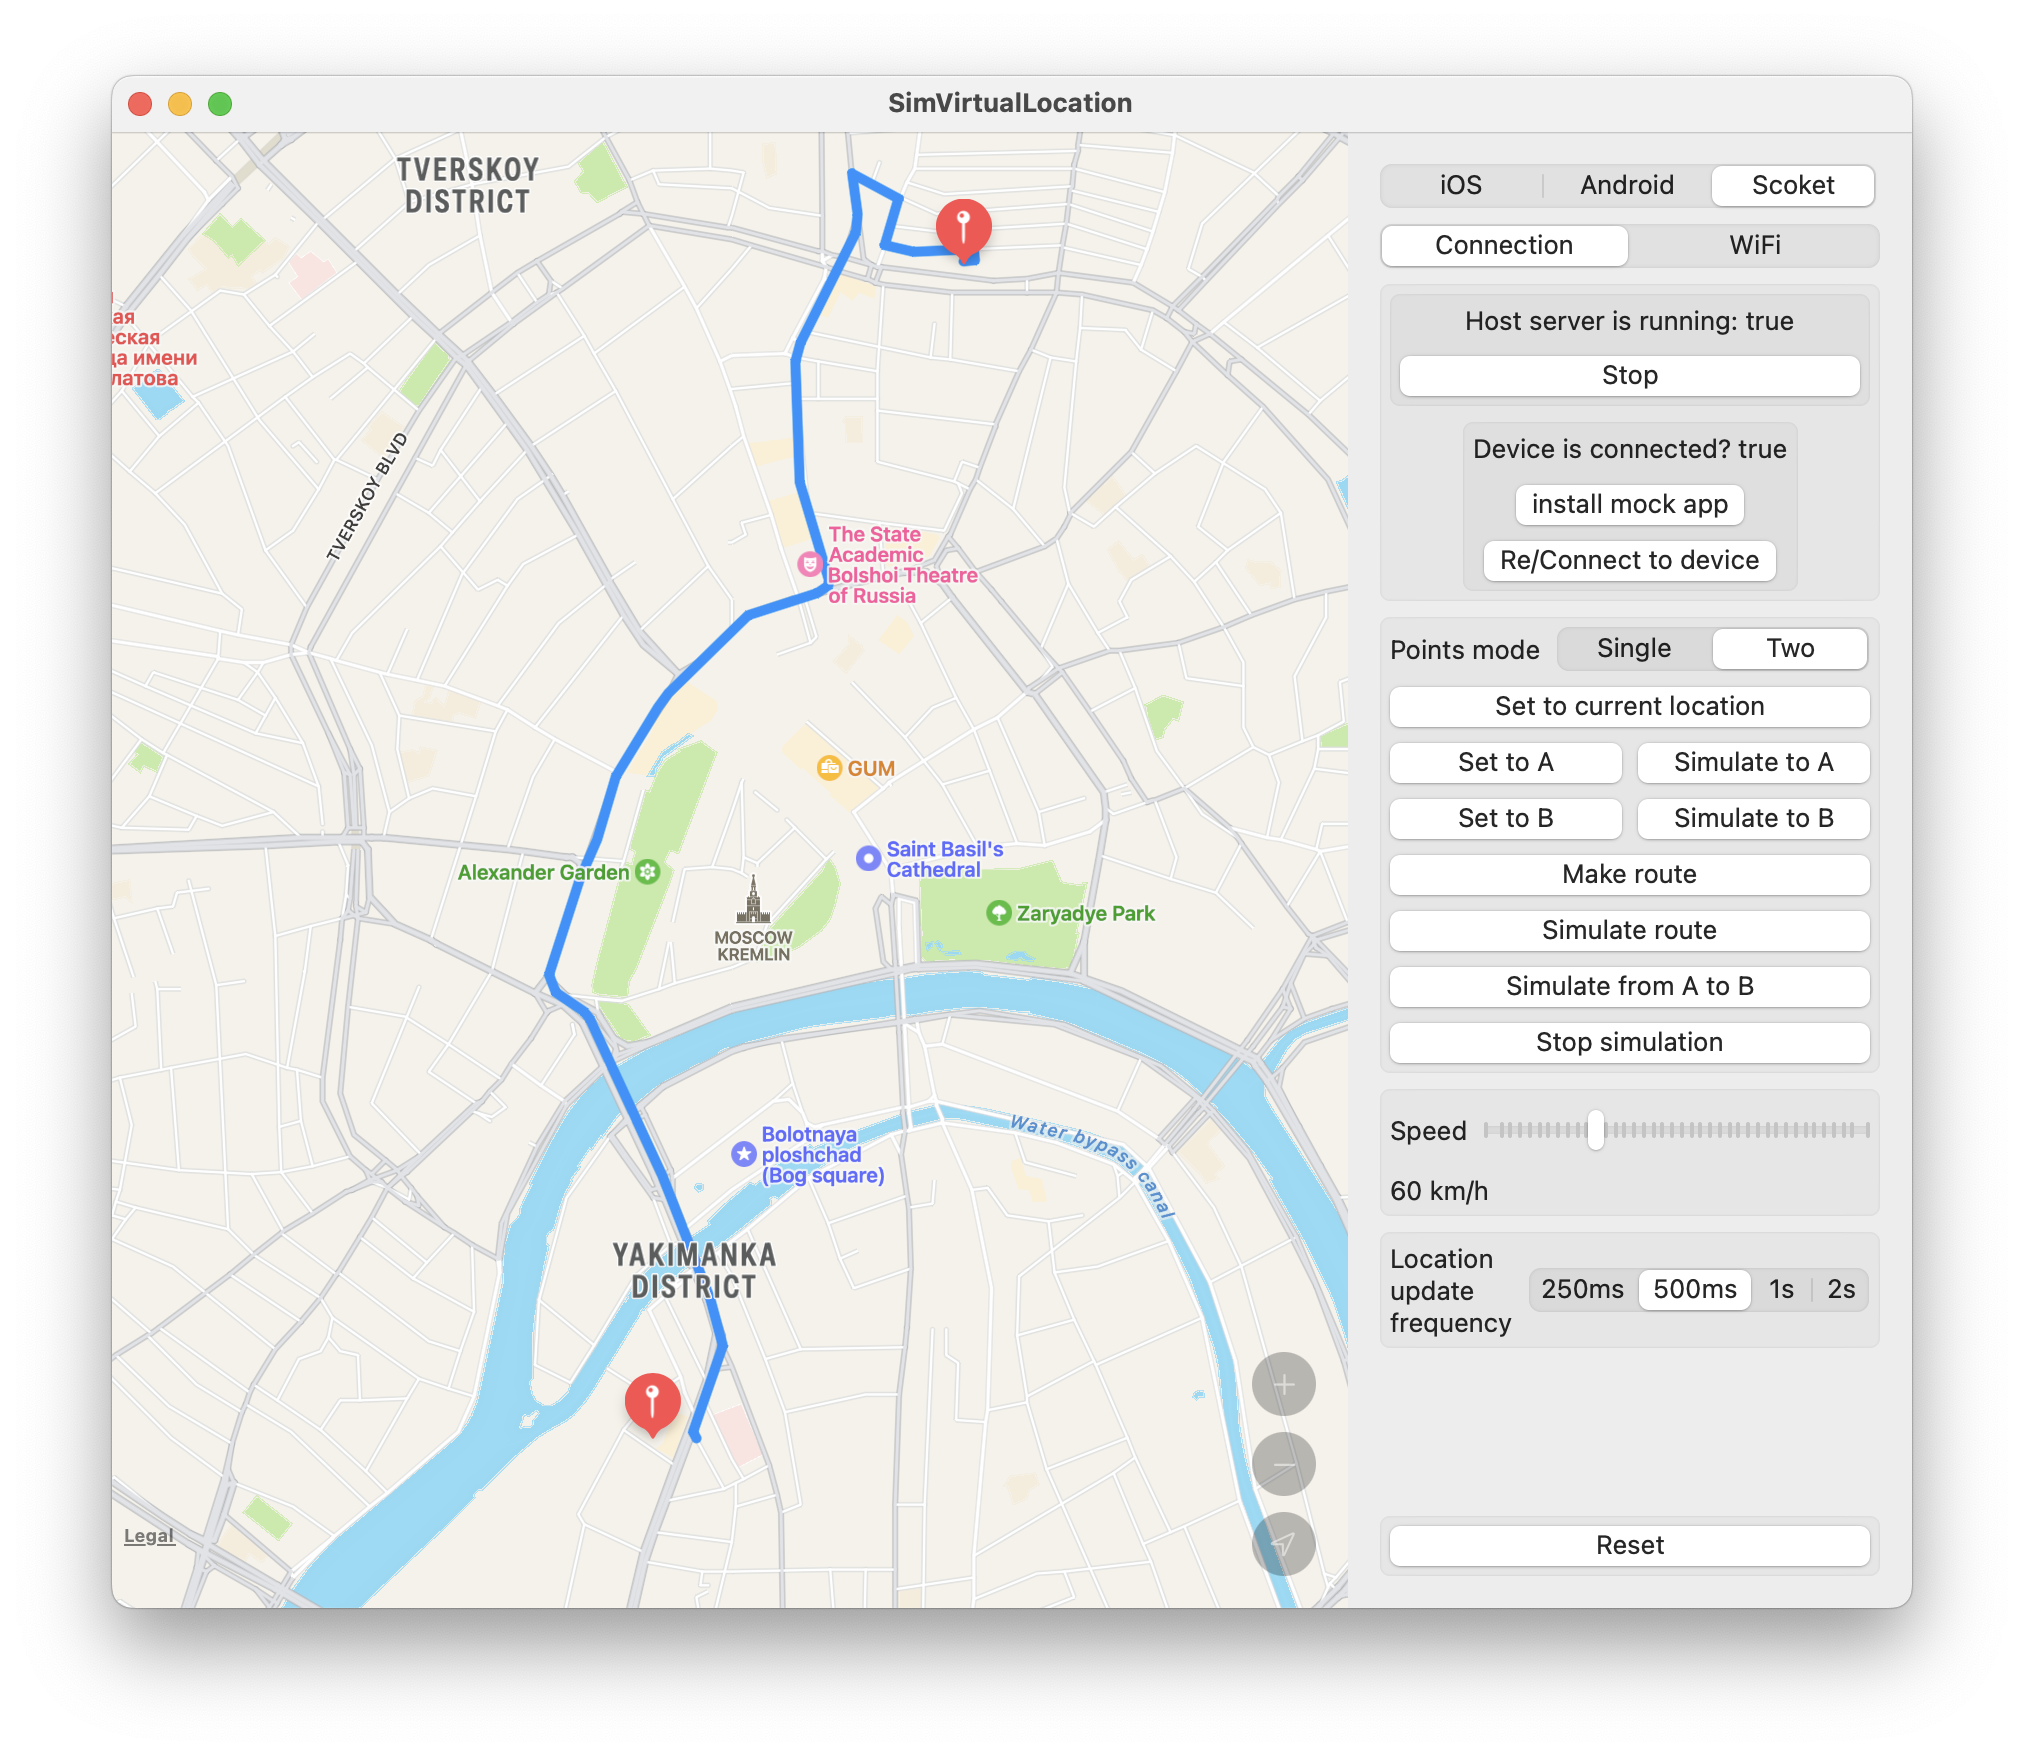 SimVirtualLocation
TVERSKOY
DISTRICT
ая
еская
да имени
латова
TVERSKOY BLVD
The State
Academic
Bolshoi Theatre
of Russia
GUM
Saint Basil's
Cathedral
Alexander Garden
Zaryadye Park
MOSCOW
KREMLIN
Water bypass canal
Bolotnaya
ploshchad
(Bog square)
YAKIMANKA
DISTRICT
Legal
iOS Android Scoket
Connection WiFi
Host server is running: true
Stop
Device is connected? true
install mock app
Re/Connect to device
Points mode Single Two
Set to current location
Set to A Simulate to A
Set to B Simulate to B
Make route
Simulate route
Simulate from A to B
Stop simulation
Speed
60 km/h
Location
update
frequency
250ms 500ms 1s 2s
Reset